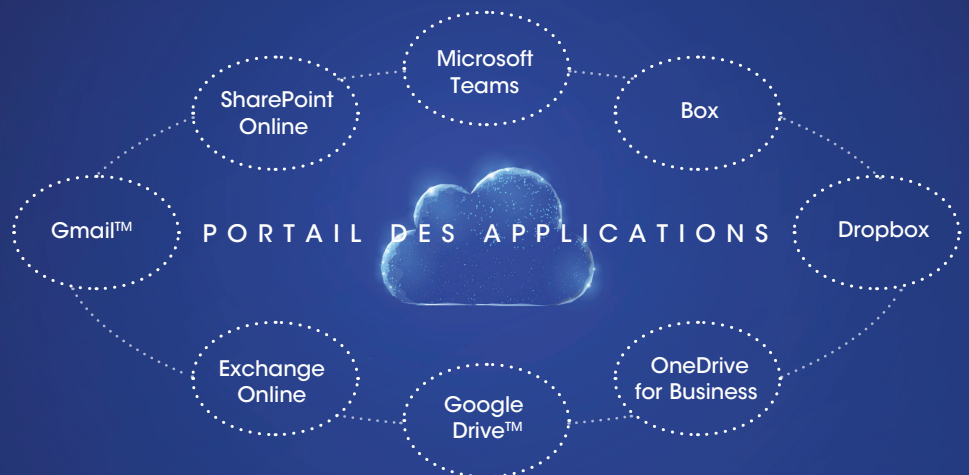 Microsoft
Teams
SharePoint
Online
Box
Gmail™
PORTAIL DES APPLICATIONS
Dropbox
Exchange
Online
Google
Drive™
OneDrive
for Business